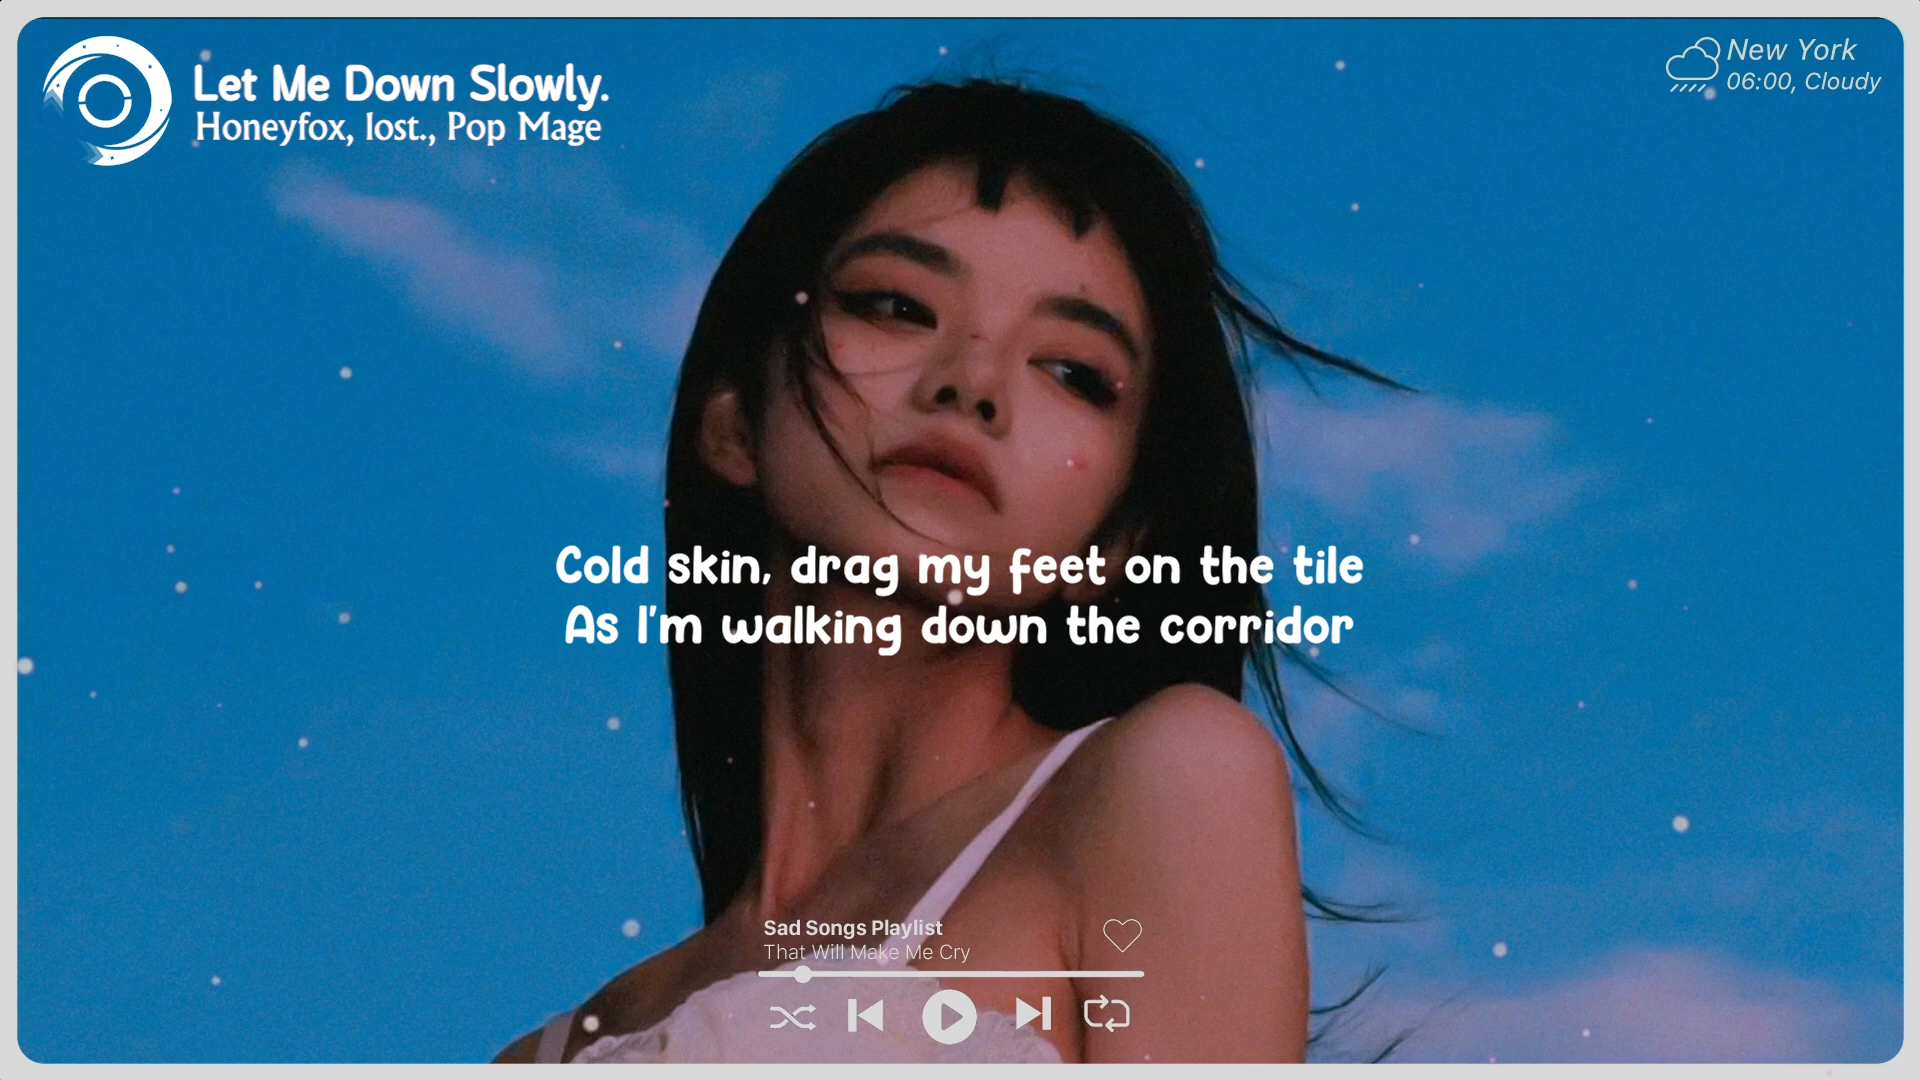 Let Me Down Slowly.
Honeyfox, lost., Pop Mage
New York
06:00, Cloudy
Cold skin, drag my feet on the tile
As I'm walking down the corridor
Sad Songs Playlist
That Will Make Me Cry